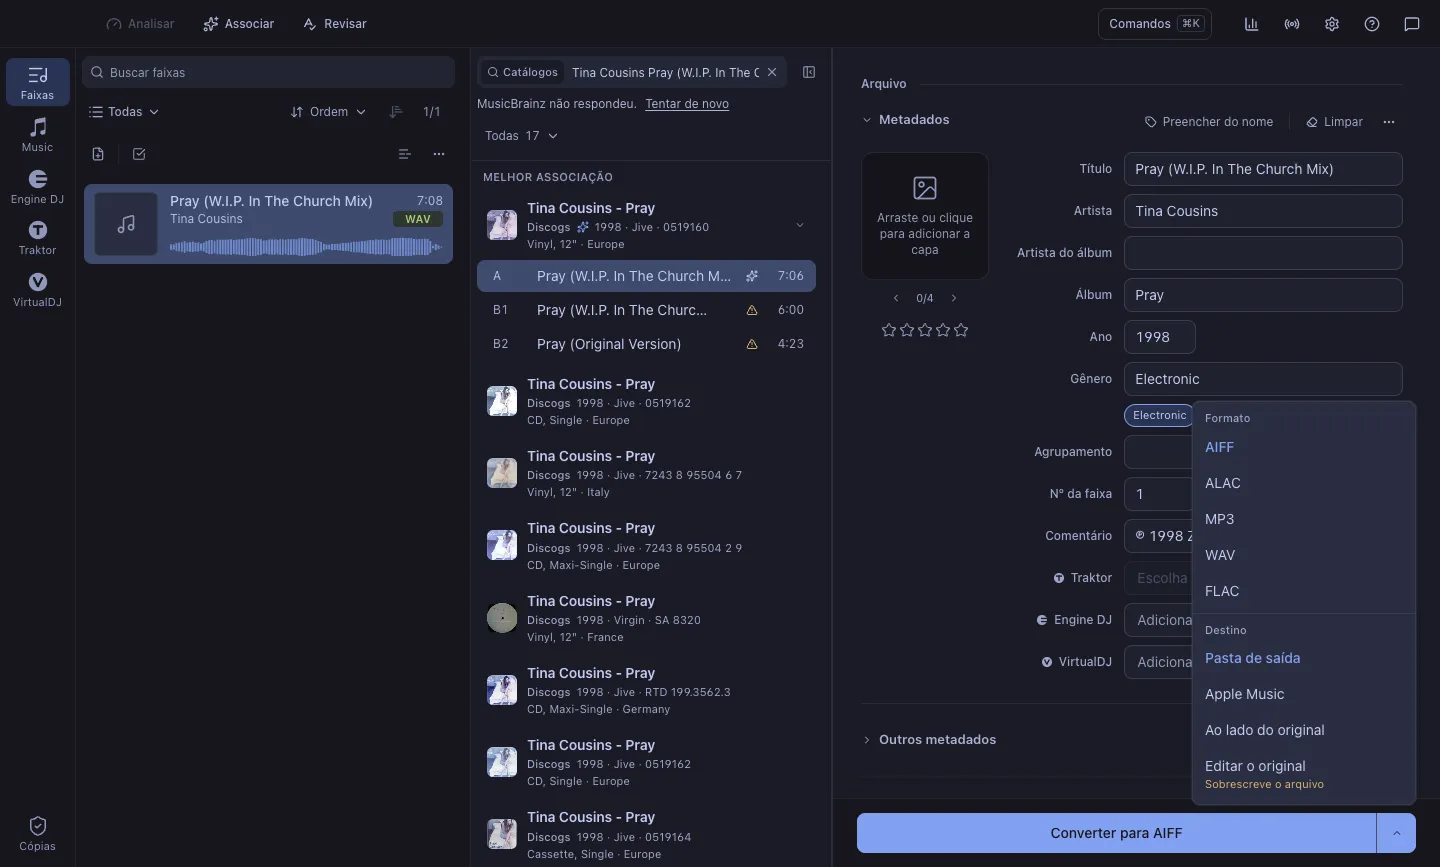 Analisar
Associar
Revisar
Comandos ⌘K
Faixas
Music
Engine DJ
Traktor
VirtualDJ
Cópias
Buscar faixas
Todas
Ordem
1/1
Pray (W.I.P. In The Church Mix) 7:08
Tina Cousins WAV
Catálogos Tina Cousins Pray (W.I.P. In The C
MusicBrainz não respondeu. Tentar de novo
Todas 17
MELHOR ASSOCIAÇÃO
Tina Cousins - Pray
Discogs 1998 · Jive · 0519160
Vinyl, 12" · Europe
A Pray (W.I.P. In The Church M... 7:06
B1 Pray (W.I.P. In The Churc... 6:00
B2 Pray (Original Version) 4:23
Tina Cousins - Pray
Discogs 1998 · Jive · 0519162
CD, Single · Europe
Tina Cousins - Pray
Discogs 1998 · Jive · 7243 8 95504 6 7
Vinyl, 12" · Italy
Tina Cousins - Pray
Discogs 1998 · Jive · 7243 8 95504 2 9
CD, Maxi-Single · Europe
Tina Cousins - Pray
Discogs 1998 · Virgin · SA 8320
Vinyl, 12" · France
Tina Cousins - Pray
Discogs 1998 · Jive · RTD 199.3562.3
CD, Maxi-Single · Germany
Tina Cousins - Pray
Discogs 1998 · Jive · 0519162
CD, Single · Europe
Tina Cousins - Pray
Discogs 1998 · Jive · 0519164
Cassette, Single · Europe
Arquivo
Metadados
Preencher do nome
Limpar
Arraste ou clique
para adicionar a
capa
0/4
Título Pray (W.I.P. In The Church Mix)
Artista Tina Cousins
Artista do álbum
Álbum Pray
Ano 1998
Gênero Electronic
Electronic
Agrupamento
Nº da faixa 1
Comentário ℗ 1998 Z
Traktor Escolha
Engine DJ Adiciona
VirtualDJ Adiciona
Outros metadados
Formato
AIFF
ALAC
MP3
WAV
FLAC
Destino
Pasta de saída
Apple Music
Ao lado do original
Editar o original
Sobrescreve o arquivo
Converter para AIFF